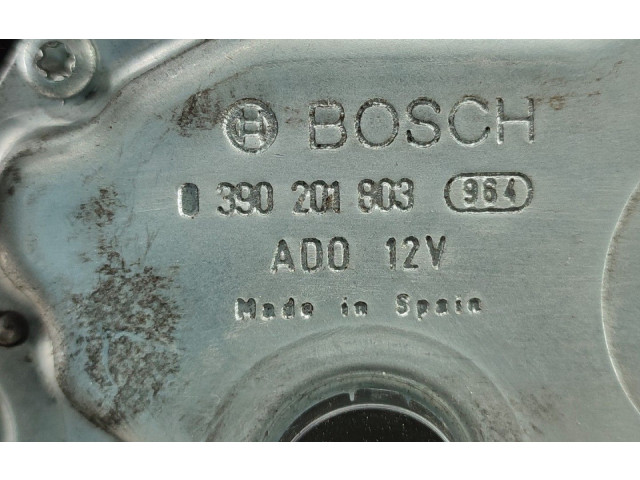 BOSCH
0 390 201 803 964
ADO 12V
Made in Spain